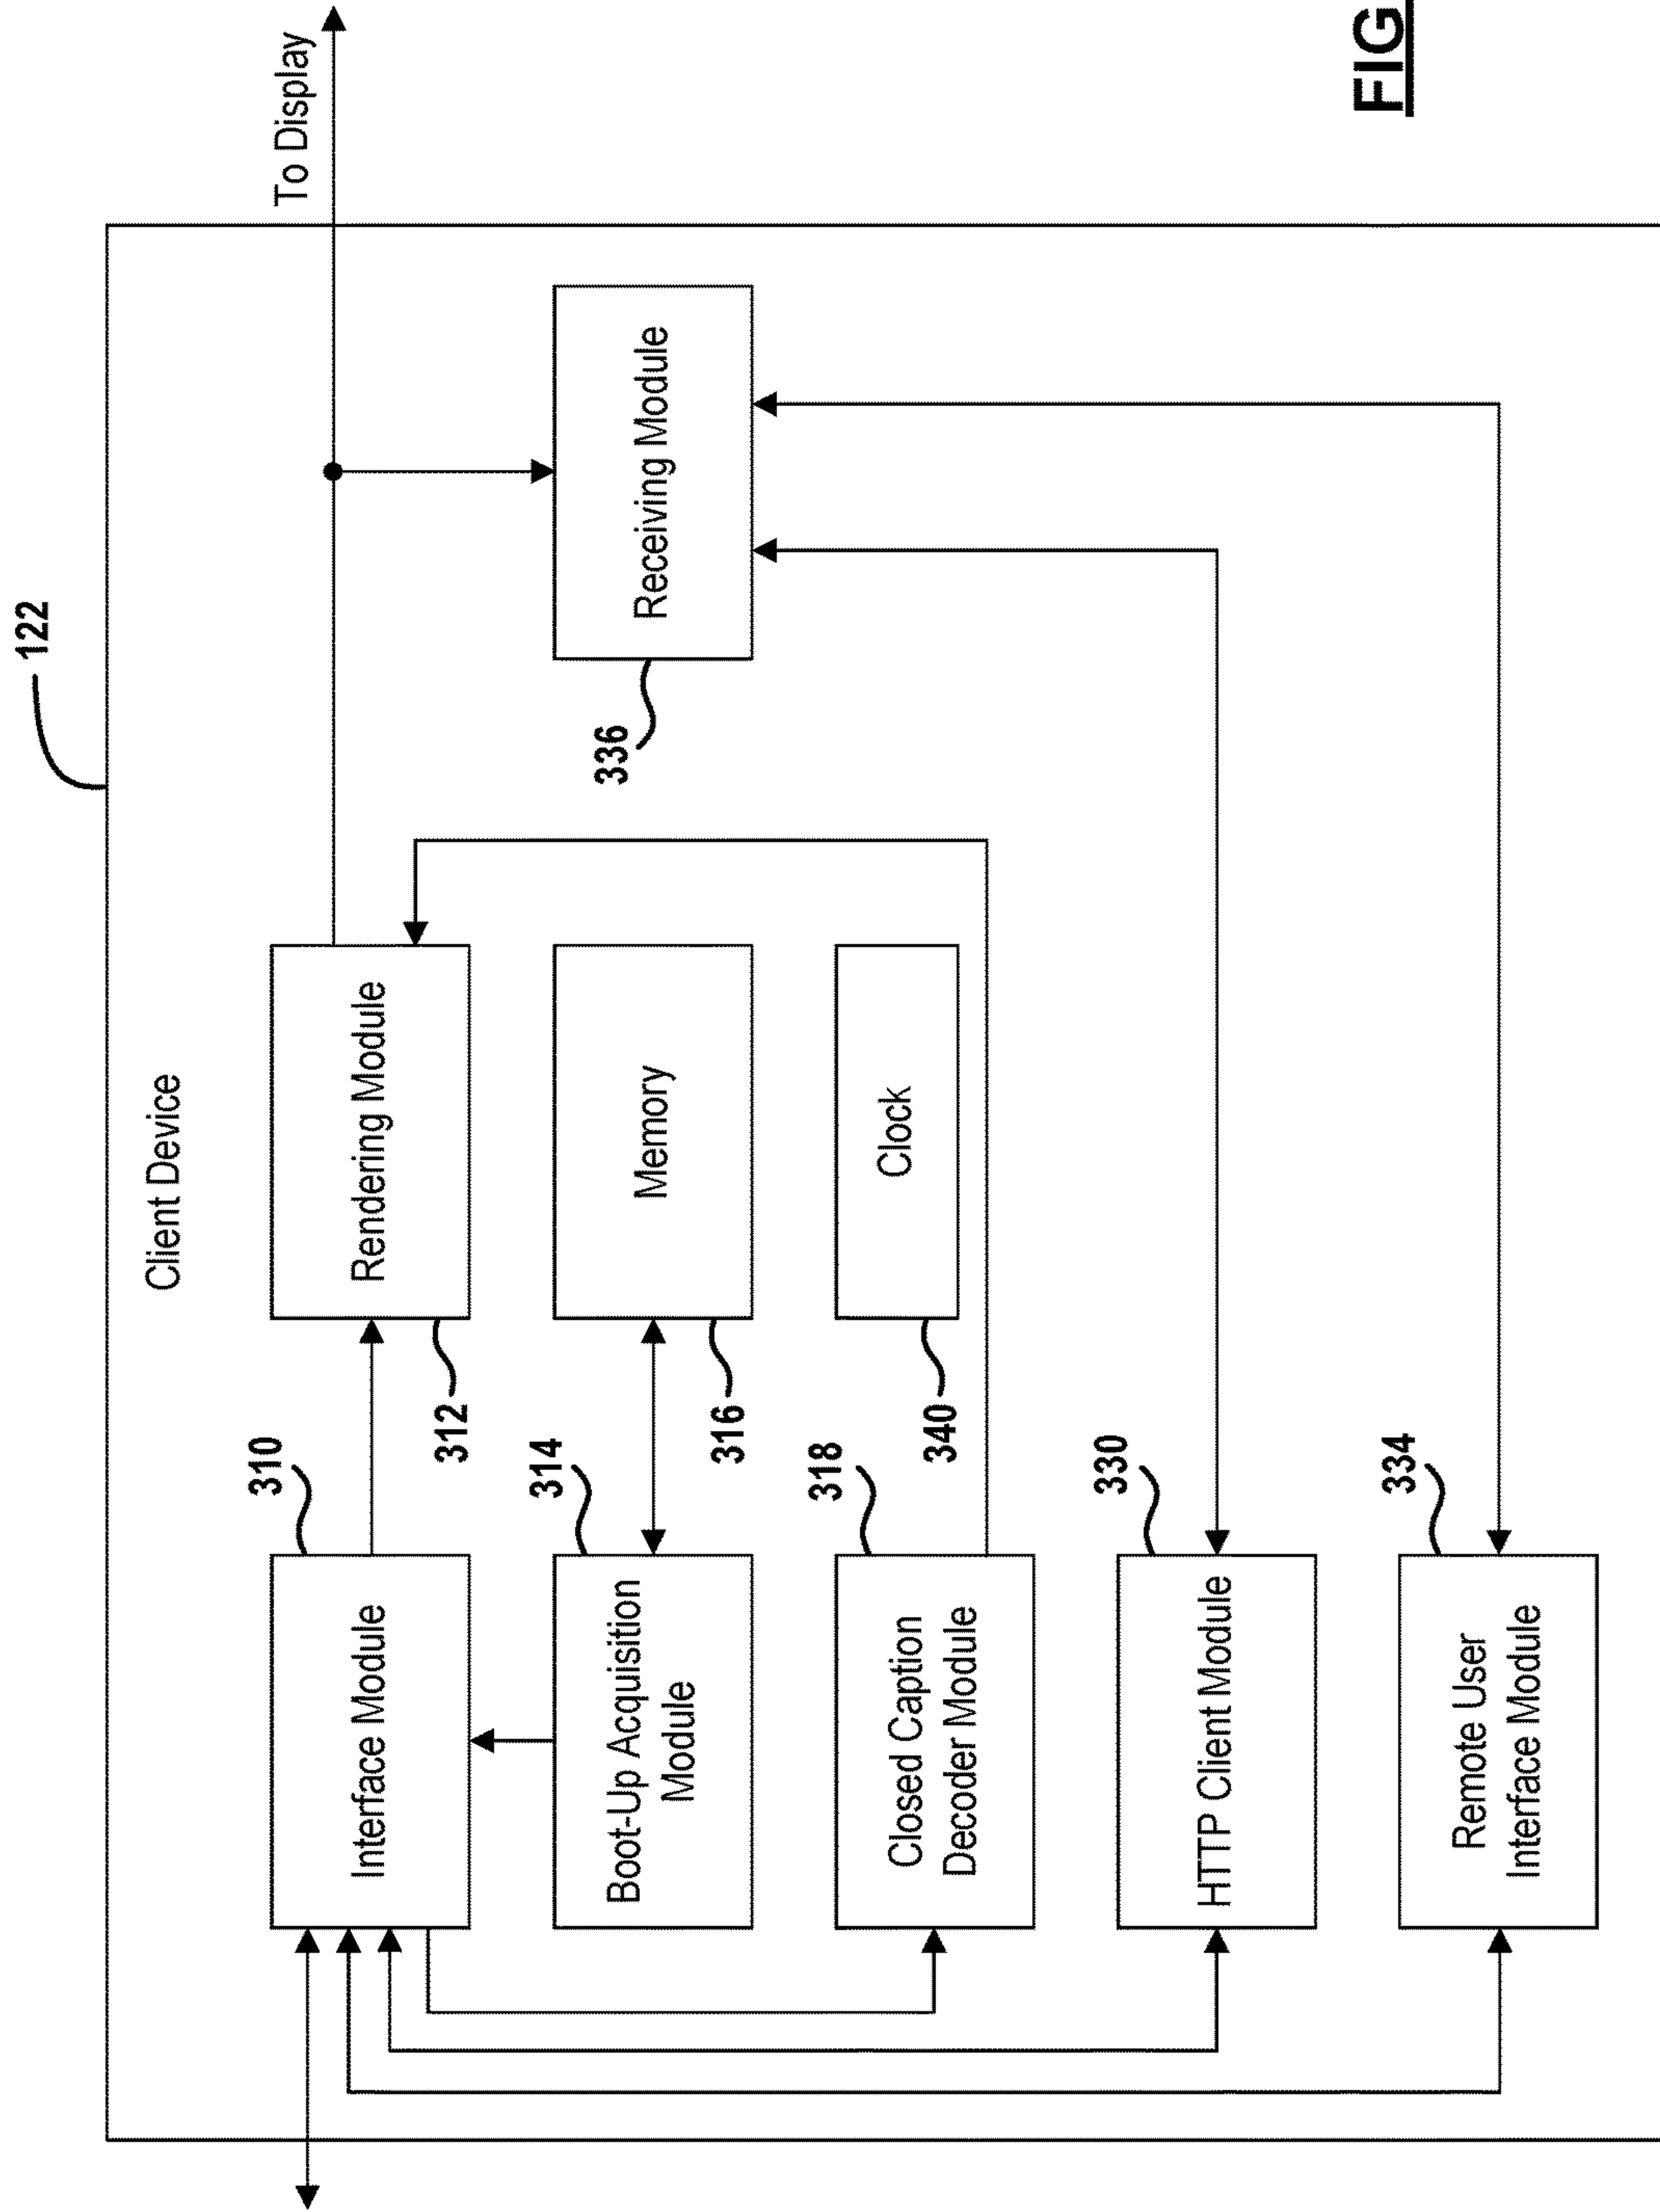 122
Client Device
To Display
310
Interface Module
312
Rendering Module
314
Boot-Up Acquisition
Module
316
Memory
336
Receiving Module
318
Closed Caption
Decoder Module
340
Clock
330
HTTP Client Module
334
Remote User
Interface Module
FIG